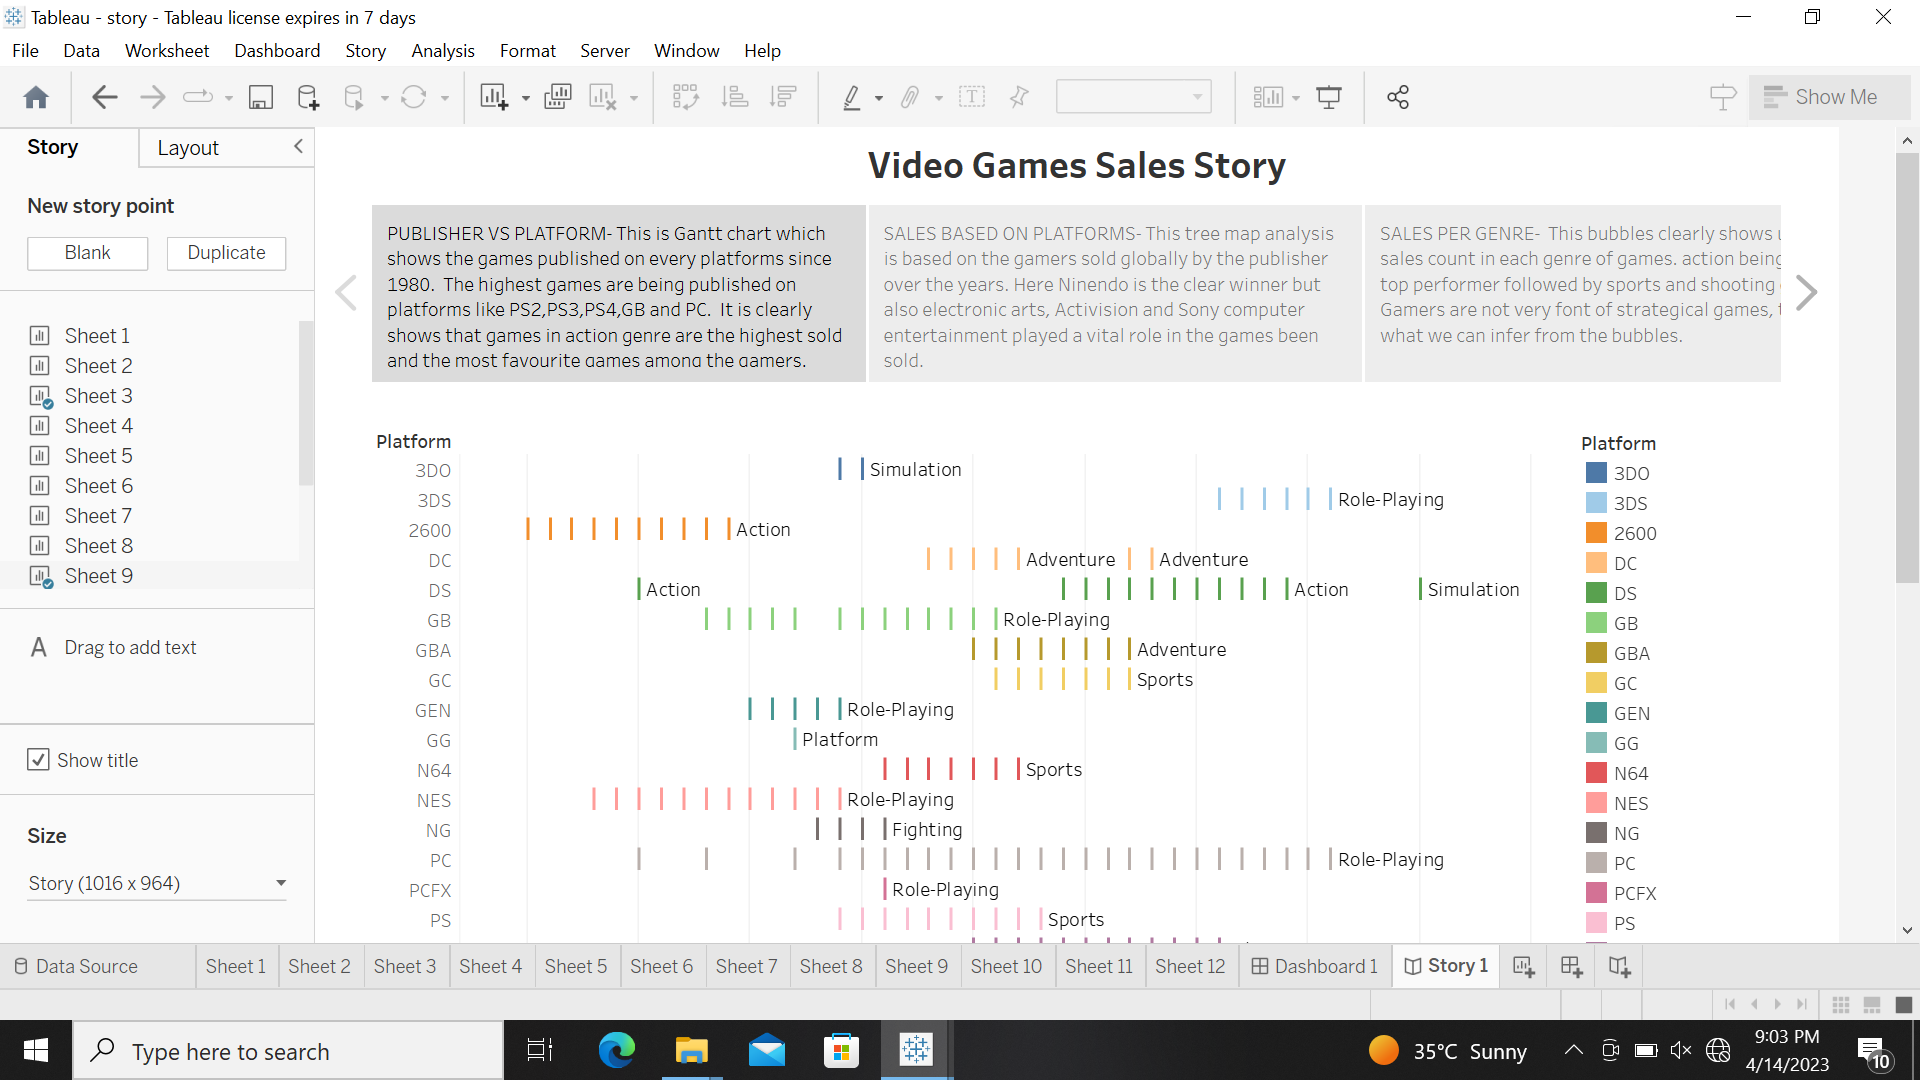 Tableau - story - Tableau license expires in 7 days
File Data Worksheet Dashboard Story Analysis Format Server Window Help
Show Me
Story Layout
New story point
Blank Duplicate
Sheet 1
Sheet 2
Sheet 3
Sheet 4
Sheet 5
Sheet 6
Sheet 7
Sheet 8
Sheet 9
A Drag to add text
Show title
Size
Story (1016 x 964)
Video Games Sales Story
PUBLISHER VS PLATFORM- This is Gantt chart which
shows the games published on every platforms since
1980. The highest games are being published on
platforms like PS2,PS3,PS4,GB and PC. It is clearly
shows that games in action genre are the highest sold
and the most favourite games among the gamers.
SALES BASED ON PLATFORMS- This tree map analysis
is based on the gamers sold globally by the publisher
over the years. Here Ninendo is the clear winner but
also electronic arts, Activision and Sony computer
entertainment played a vital role in the games been
sold.
SALES PER GENRE- This bubbles clearly shows
sales count in each genre of games. action being
top performer followed by sports and shooting
Gamers are not very font of strategical games,
what we can infer from the bubbles.
Platform
3DO Simulation
3DS Role-Playing
2600 Action
DC Adventure Adventure
DS Action Action Simulation
GB Role-Playing
GBA Adventure
GC Sports
GEN Role-Playing
GG Platform
N64 Sports
NES Role-Playing
NG Fighting
PC Role-Playing
PCFX Role-Playing
PS Sports
Platform
3DO
3DS
2600
DC
DS
GB
GBA
GC
GEN
GG
N64
NES
NG
PC
PCFX
PS
Data Source Sheet 1 Sheet 2 Sheet 3 Sheet 4 Sheet 5 Sheet 6 Sheet 7 Sheet 8 Sheet 9 Sheet 10 Sheet 11 Sheet 12 Dashboard 1 Story 1
Type here to search
35°C Sunny
9:03 PM
4/14/2023
10